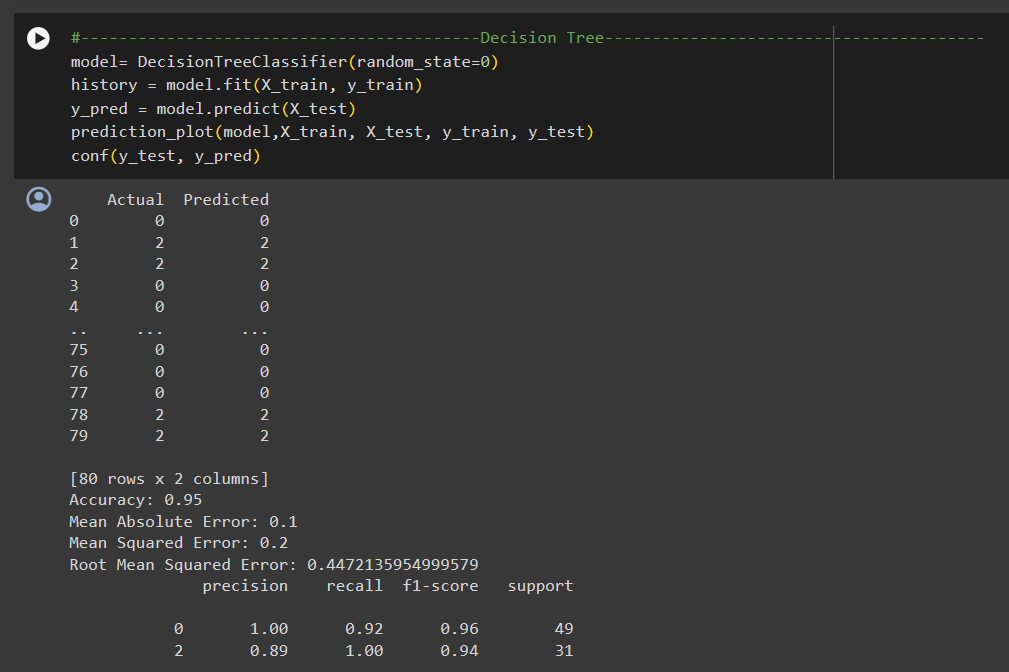 #------------------------------------------Decision Tree----------------------------------------
model= DecisionTreeClassifier(random_state=0)
history = model.fit(X_train, y_train)
y_pred = model.predict(X_test)
prediction_plot(model,X_train, X_test, y_train, y_test)
conf(y_test, y_pred)
    Actual  Predicted
0        0          0
1        2          2
2        2          2
3        0          0
4        0          0
..     ...        ...
75       0          0
76       0          0
77       0          0
78       2          2
79       2          2
[80 rows x 2 columns]
Accuracy: 0.95
Mean Absolute Error: 0.1
Mean Squared Error: 0.2
Root Mean Squared Error: 0.4472135954999579
              precision    recall  f1-score   support
           0       1.00      0.92      0.96        49
           2       0.89      1.00      0.94        31